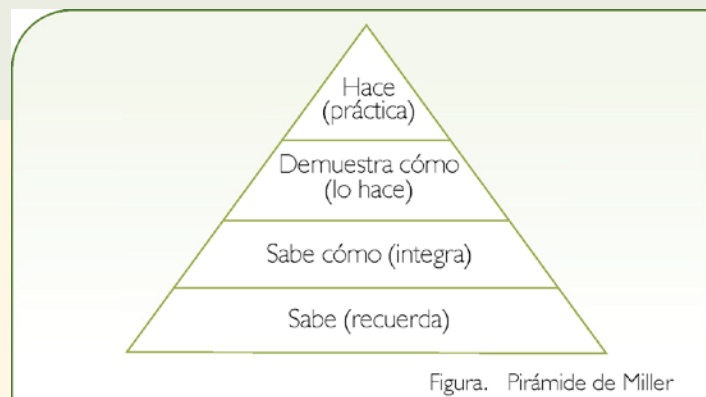 Hace
(práctica)
Demuestra cómo
(lo hace)
Sabe cómo (integra)
Sabe (recuerda)
Figura. Pirámide de Miller